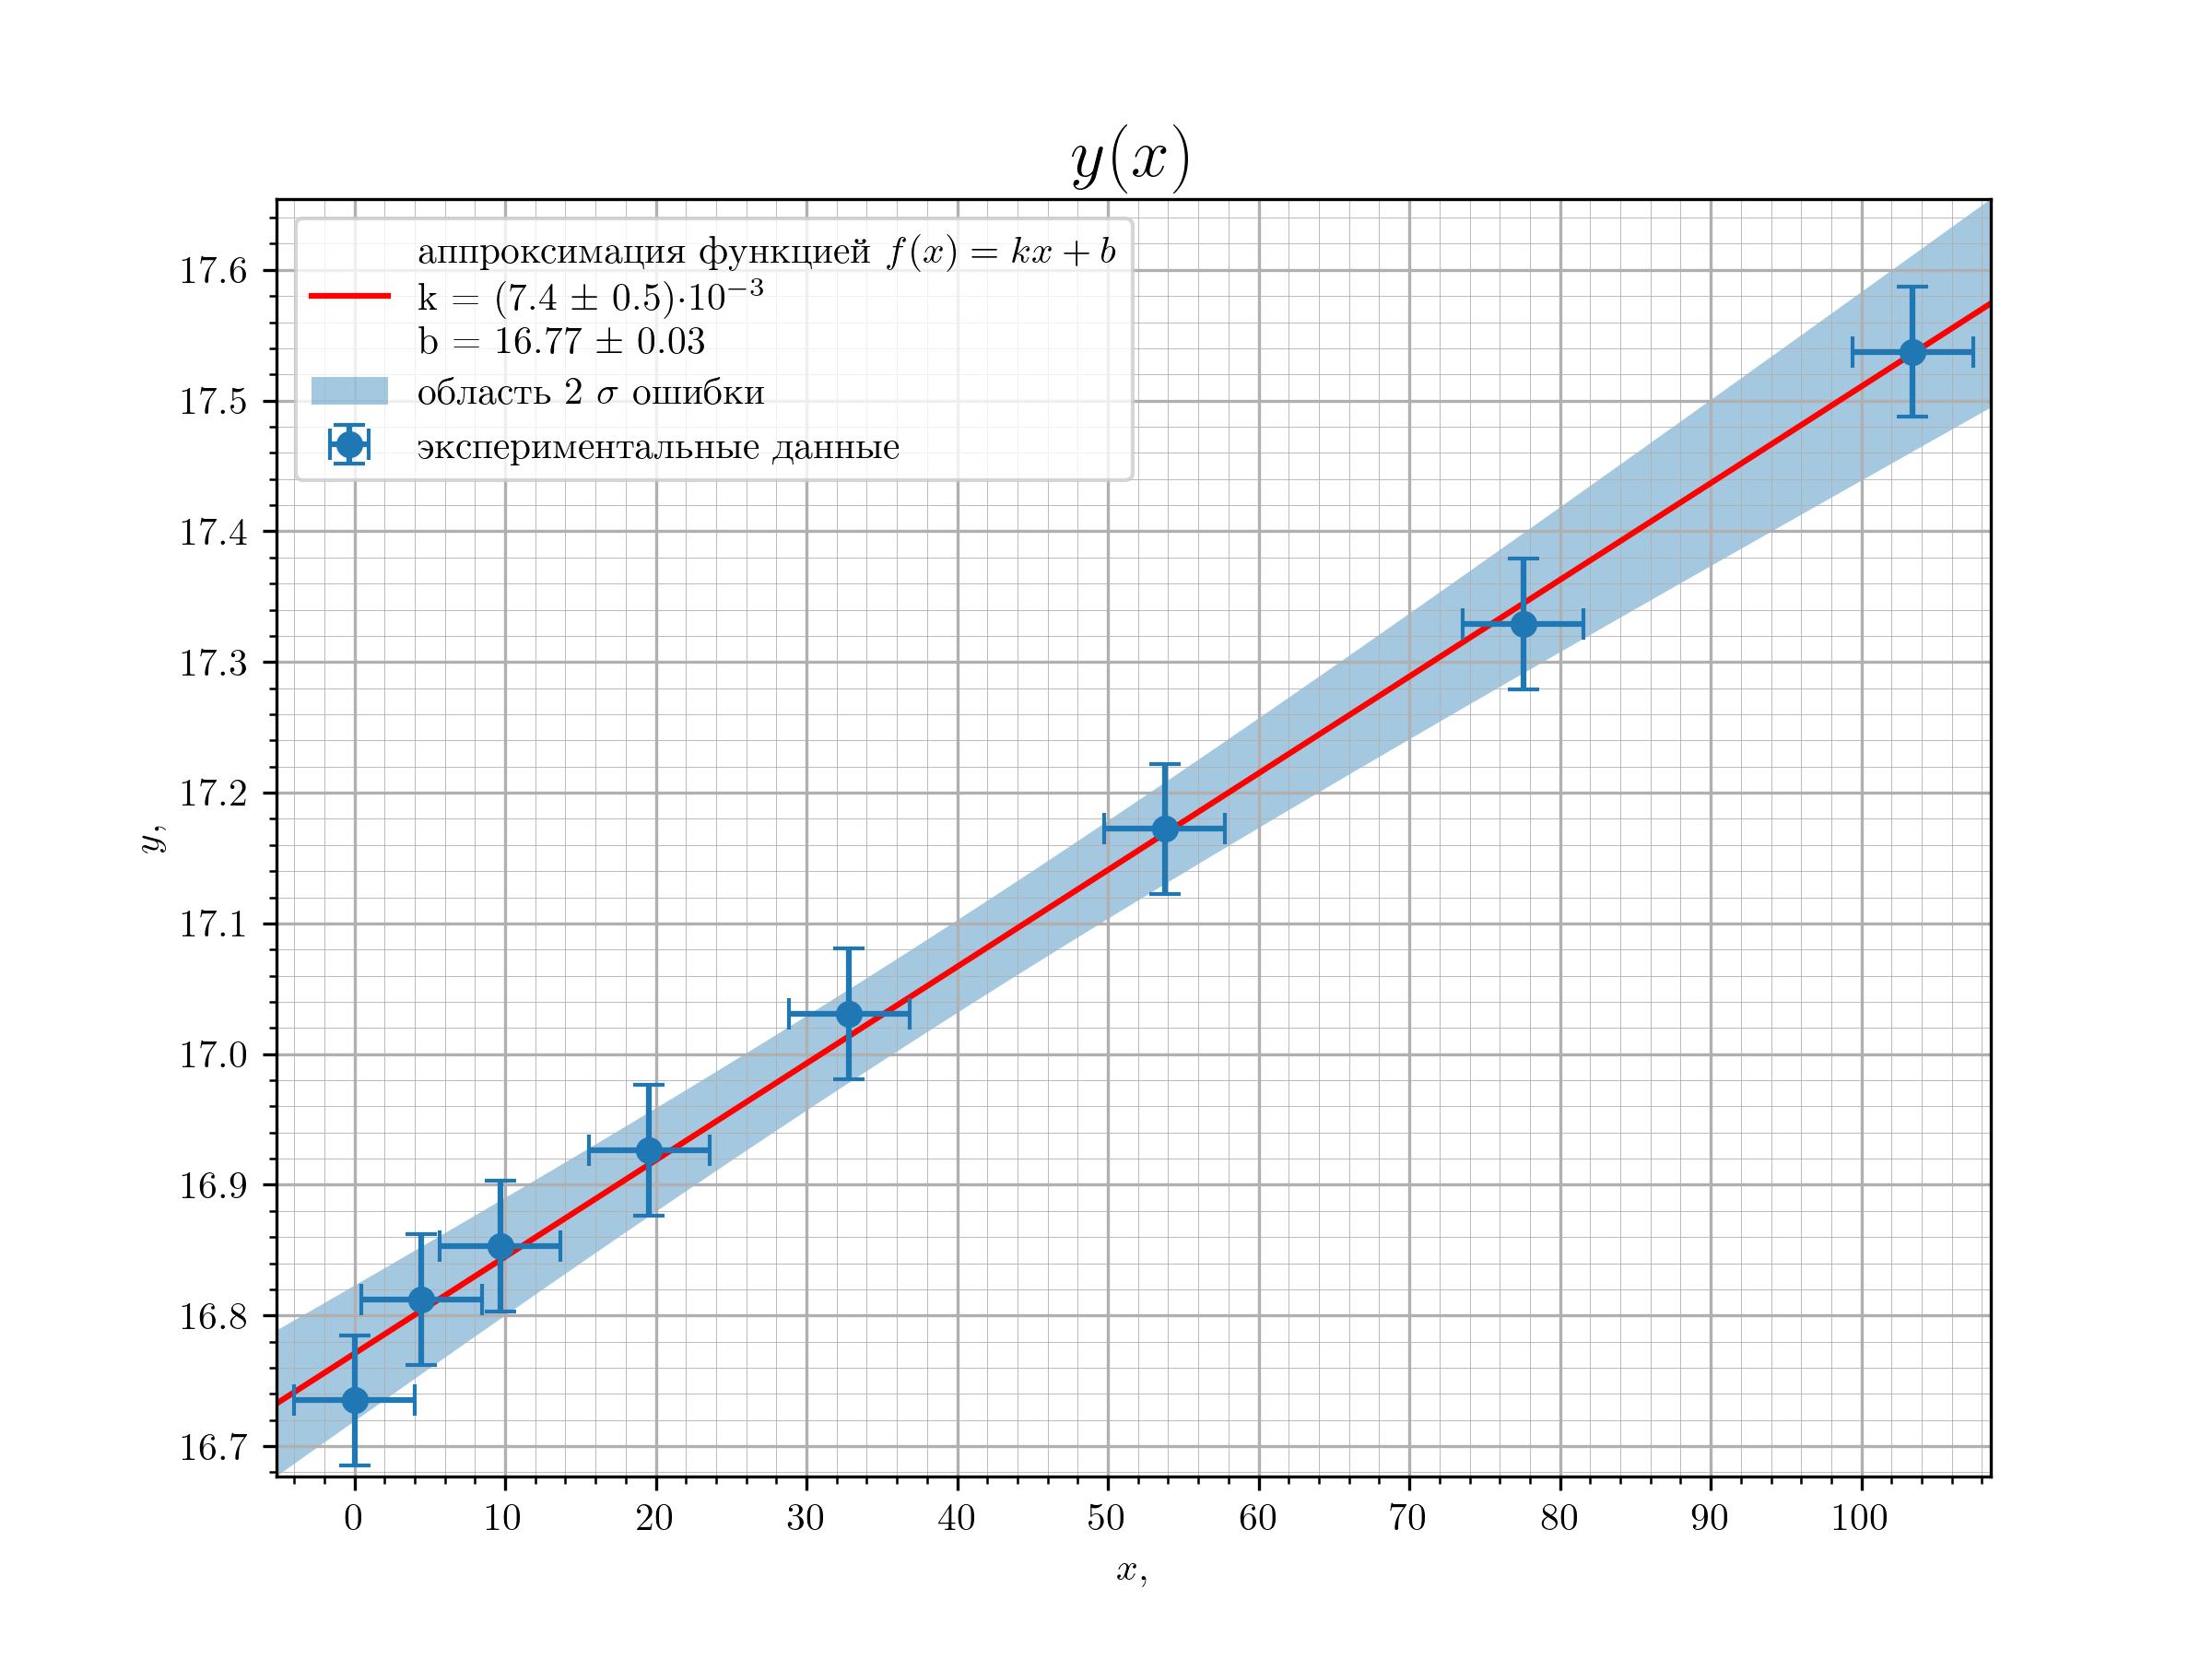 y(x)
аппроксимация функцией f(x) = kx + b
k = (7.4 ± 0.5)·10⁻³
b = 16.77 ± 0.03
область 2 σ ошибки
экспериментальные данные
17.6
17.5
17.4
17.3
17.2
17.1
17.0
16.9
16.8
16.7
y,
0 10 20 30 40 50 60 70 80 90 100
x,